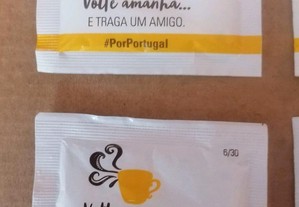 Volte amanhã...
E TRAGA UM AMIGO.
#PorPortugal
6/30